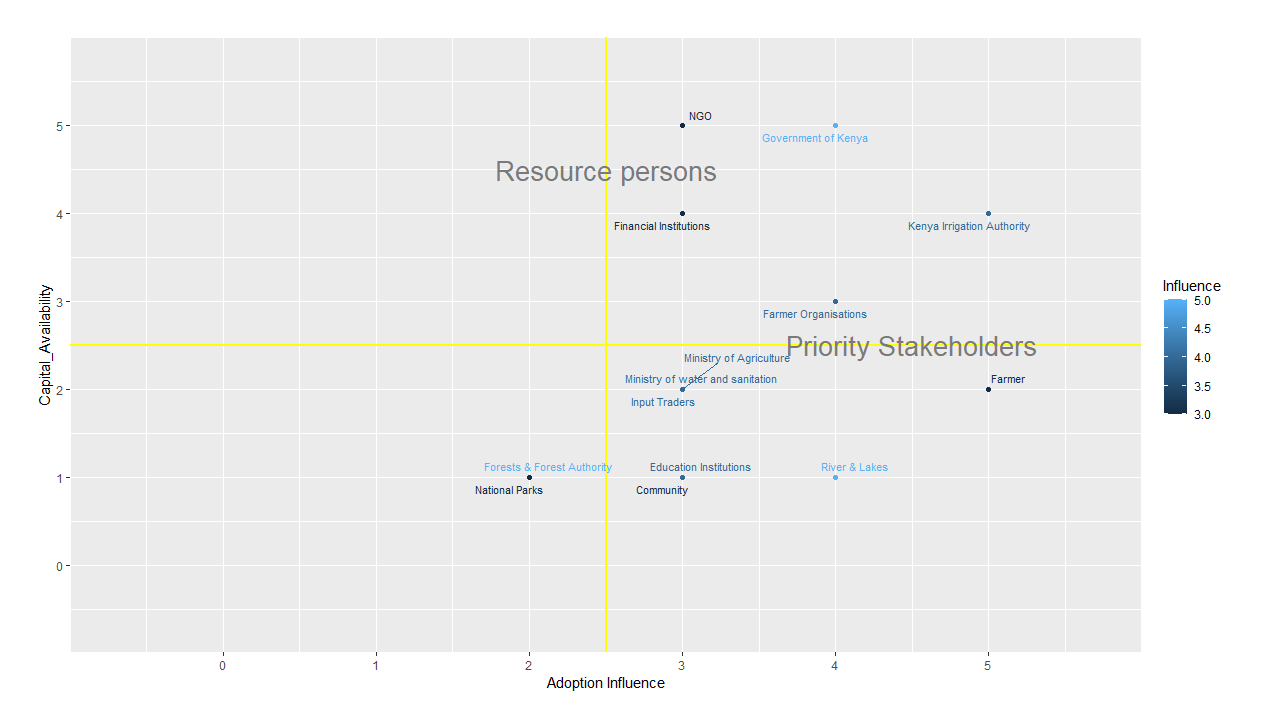 NGO
Government of Kenya
Resource persons
Financial Institutions
Kenya Irrigation Authority
Farmer Organisations
Priority Stakeholders
Ministry of Agriculture
Ministry of water and sanitation
Farmer
Input Traders
Forests & Forest Authority
Education Institutions
River & Lakes
National Parks
Community
5
4
3
2
1
0
Capital_Availability
0 1 2 3 4 5
Adoption Influence
Influence
5.0
4.5
4.0
3.5
3.0